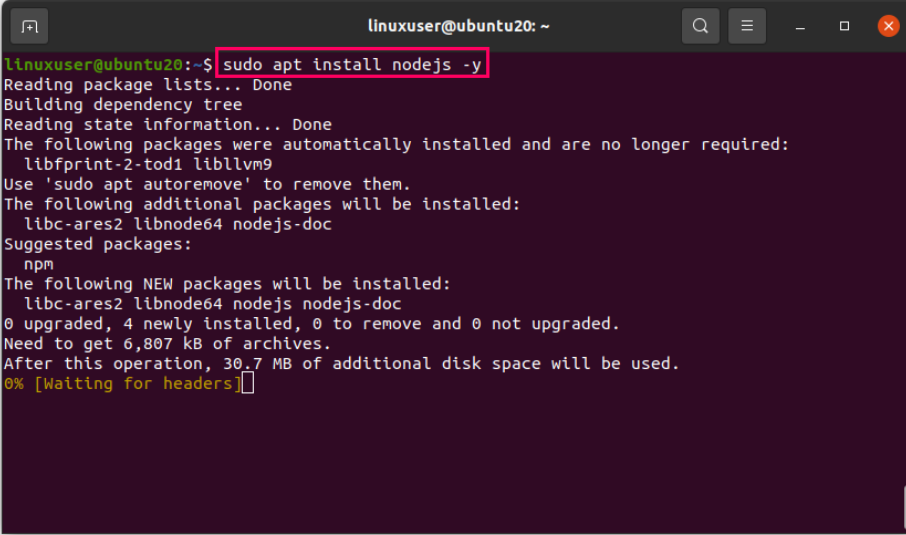 linuxuser@ubuntu20: ~
linuxuser@ubuntu20:~$ sudo apt install nodejs -y
Reading package lists... Done
Building dependency tree
Reading state information... Done
The following packages were automatically installed and are no longer required:
  libfprint-2-tod1 libllvm9
Use 'sudo apt autoremove' to remove them.
The following additional packages will be installed:
  libc-ares2 libnode64 nodejs-doc
Suggested packages:
  npm
The following NEW packages will be installed:
  libc-ares2 libnode64 nodejs nodejs-doc
0 upgraded, 4 newly installed, 0 to remove and 0 not upgraded.
Need to get 6,807 kB of archives.
After this operation, 30.7 MB of additional disk space will be used.
0% [Waiting for headers]